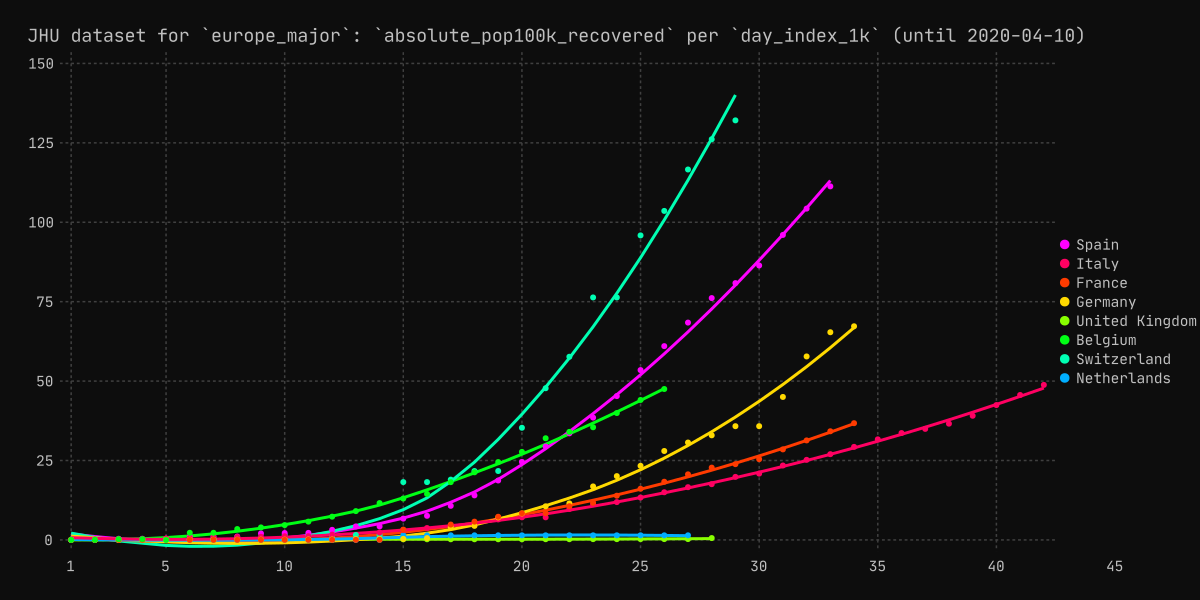 JHU dataset for `europe_major`: `absolute_pop100k_recovered` per `day_index_1k` (until 2020-04-10)
150
125
100
75
50
25
0
1 5 10 15 20 25 30 35 40 45
Spain
Italy
France
Germany
United Kingdom
Belgium
Switzerland
Netherlands